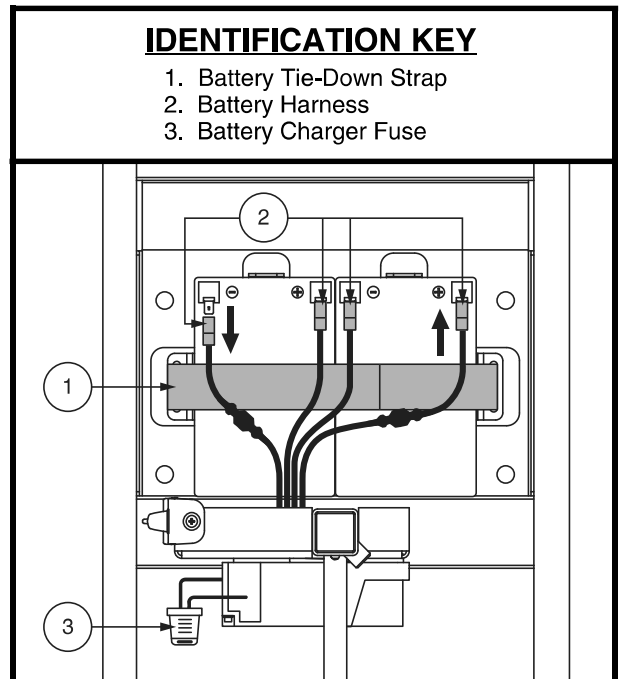 IDENTIFICATION KEY
1. Battery Tie-Down Strap
2. Battery Harness
3. Battery Charger Fuse
2
− + − +
1
3